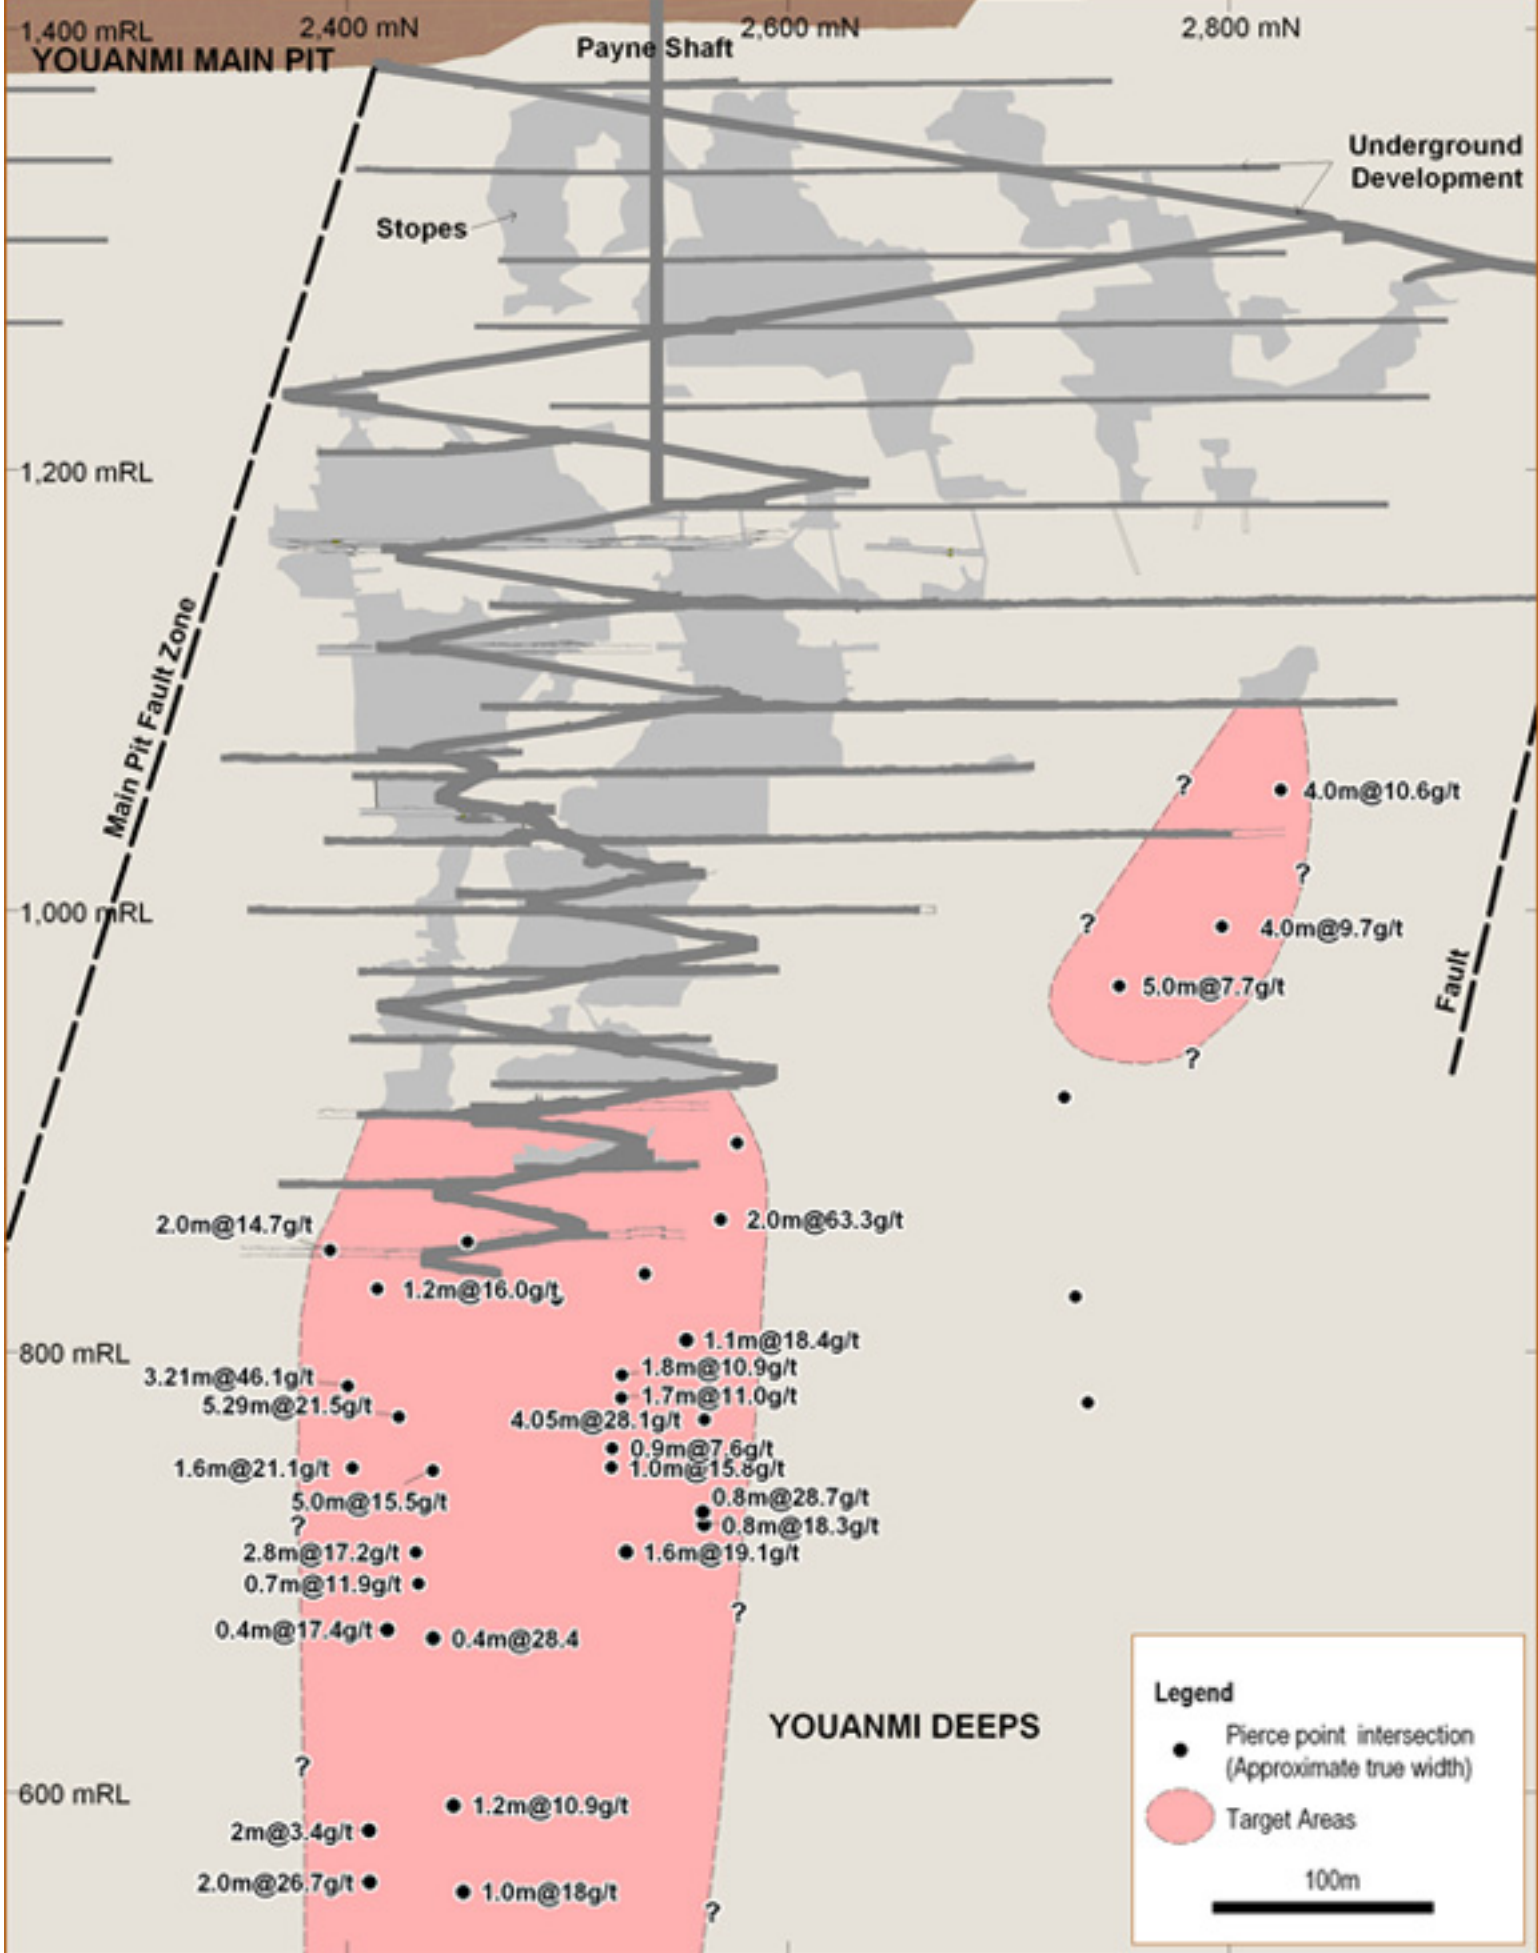 1,400 mRL
2,400 mN
2,600 mN
2,800 mN
YOUANMI MAIN PIT
Payne Shaft
Underground
Development
Stopes
1,200 mRL
Main Pit Fault Zone
?
4.0m@10.6g/t
?
1,000 mRL
?
4.0m@9.7g/t
Fault
5.0m@7.7g/t
?
2.0m@14.7g/t
2.0m@63.3g/t
1.2m@16.0g/t
1.1m@18.4g/t
800 mRL
1.8m@10.9g/t
3.21m@46.1g/t
1.7m@11.0g/t
5.29m@21.5g/t
4.05m@28.1g/t
0.9m@7.6g/t
1.6m@21.1g/t
1.0m@15.8g/t
5.0m@15.5g/t
0.8m@28.7g/t
?
0.8m@18.3g/t
2.8m@17.2g/t
1.6m@19.1g/t
0.7m@11.9g/t
?
0.4m@17.4g/t
0.4m@28.4
YOUANMI DEEPS
?
600 mRL
1.2m@10.9g/t
2m@3.4g/t
2.0m@26.7g/t
1.0m@18g/t
?
Legend
Pierce point intersection
(Approximate true width)
Target Areas
100m